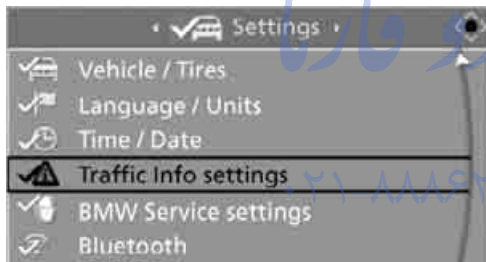 Settings
Vehicle / Tires
Language / Units
Time / Date
Traffic Info settings
BMW Service settings
Bluetooth